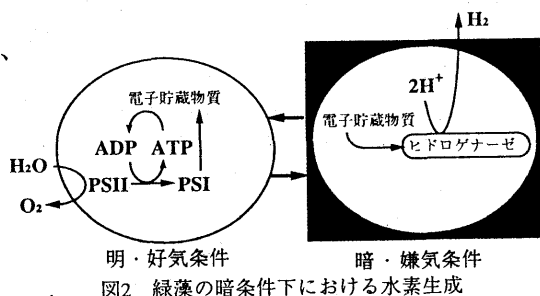 、
H₂
2H⁺
電子貯蔵物質
ヒドロゲナーゼ
電子貯蔵物質
ADP ATP
H₂O
PSII PSI
O₂
明・好気条件
暗・嫌気条件
図2 緑藻の暗条件下における水素生成